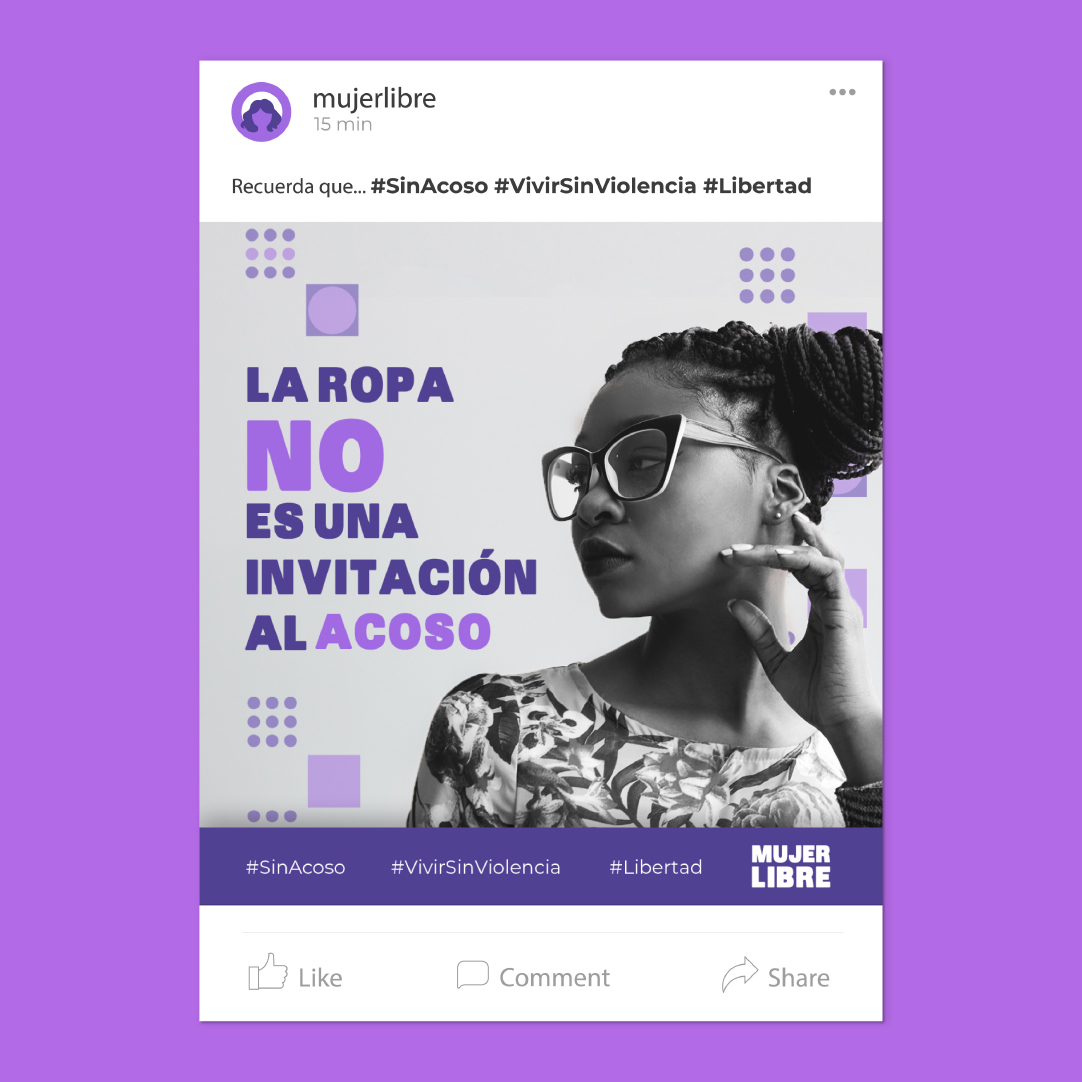 mujerlibre
15 min
Recuerda que... #SinAcoso #VivirSinViolencia #Libertad
LA ROPA
NO
ES UNA
INVITACIÓN
AL ACOSO
#SinAcoso #VivirSinViolencia #Libertad
MUJER
LIBRE
Like Comment Share